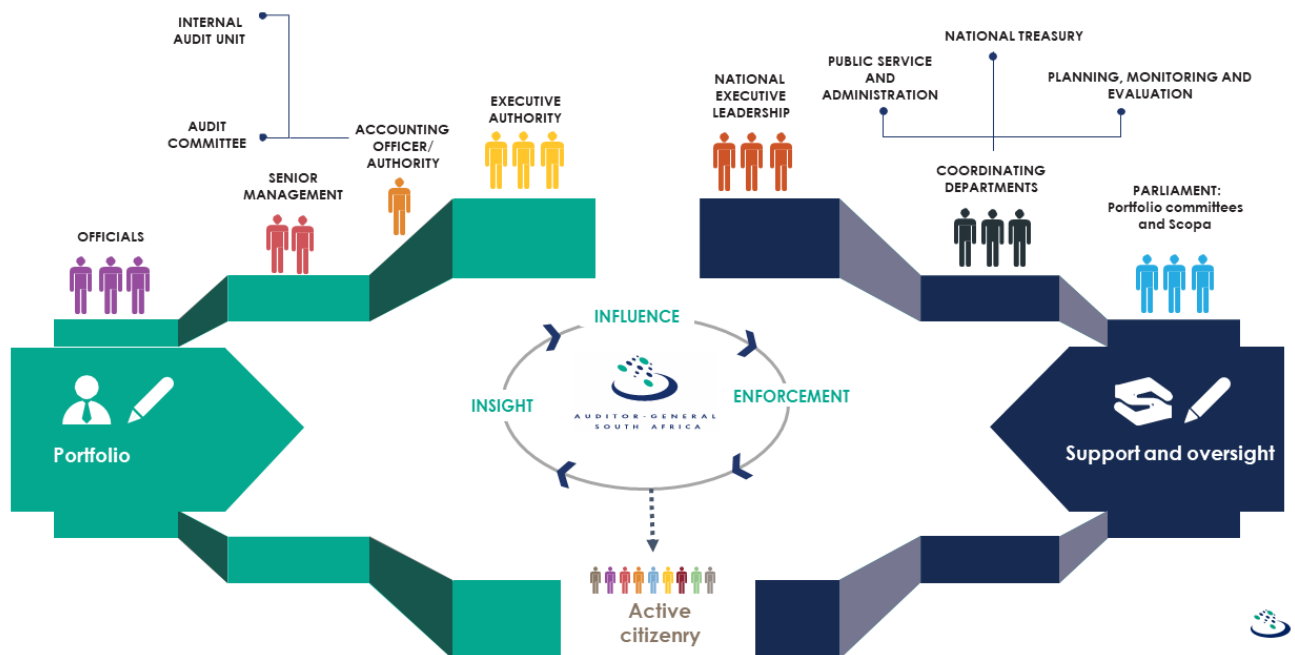 INTERNAL
AUDIT UNIT
AUDIT
COMMITTEE
ACCOUNTING
OFFICER/
AUTHORITY
EXECUTIVE
AUTHORITY
SENIOR
MANAGEMENT
OFFICIALS
NATIONAL
EXECUTIVE
LEADERSHIP
PUBLIC SERVICE
AND
ADMINISTRATION
NATIONAL TREASURY
PLANNING, MONITORING AND
EVALUATION
COORDINATING
DEPARTMENTS
PARLIAMENT:
Portfolio committees
and Scopa
INFLUENCE
INSIGHT
ENFORCEMENT
AUDITOR-GENERAL
SOUTH AFRICA
Portfolio
Support and oversight
Active
citizenry